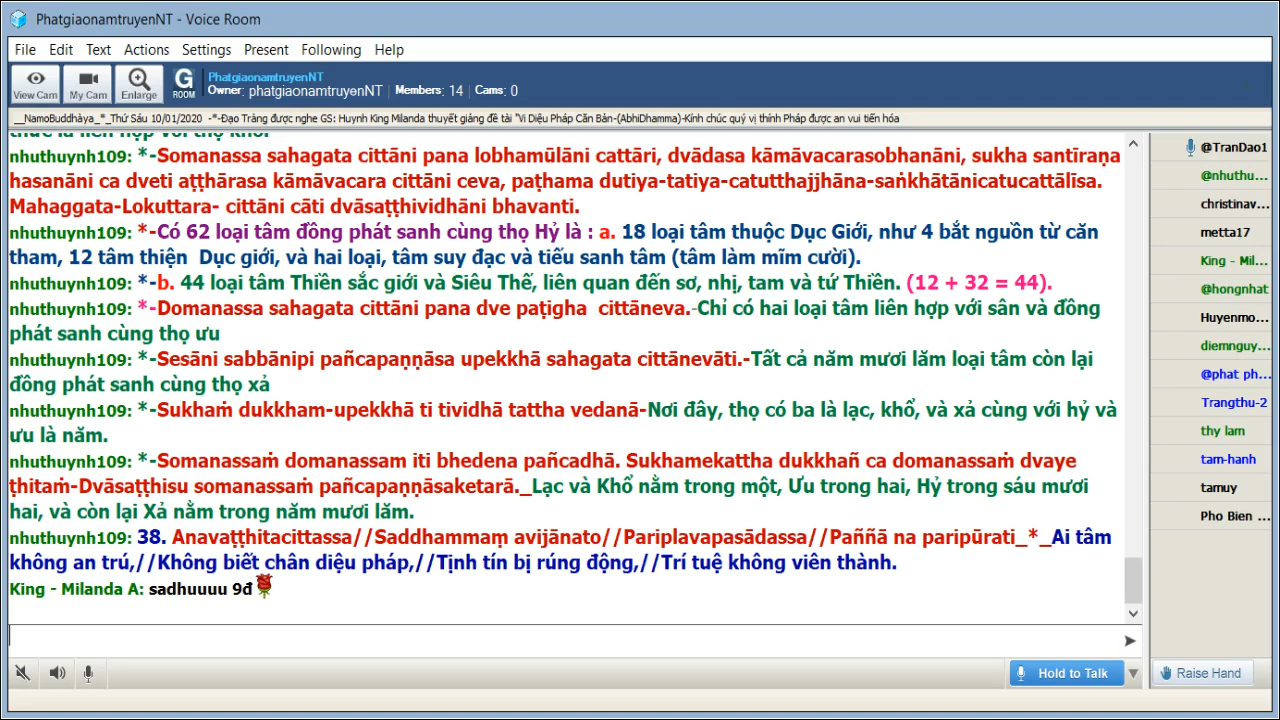 PhatgiaonamtruyenNT - Voice Room
File Edit Text Actions Settings Present Following Help
View Cam My Cam Enlarge G ROOM
PhatgiaonamtruyenNT
Owner: phatgiaonamtruyenNT | Members: 14 | Cams: 0
__NamoBuddhàya_*_Thứ Sáu 10/01/2020 -*-Đạo Tràng được nghe GS: Huynh King Milanda thuyết giảng đề tài "Vi Diệu Pháp Căn Bản-(AbhiDhamma)-Kính chúc quý vị thính Pháp được an vui tiến hóa
nhuthuynh109: *-Somanassa sahagata cittāni pana lobhamūlāni cattāri, dvādasa kāmāvacarasobhanāni, sukha santīraṇa
hasanāni ca dveti aṭṭhārasa kāmāvacara cittāni ceva, paṭhama dutiya-tatiya-catutthajjhāna-saṅkhātānicatucattālīsa.
Mahaggata-Lokuttara- cittāni cāti dvāsaṭṭhividhāni bhavanti.
nhuthuynh109: *-Có 62 loại tâm đồng phát sanh cùng thọ Hỷ là : a. 18 loại tâm thuộc Dục Giới, như 4 bắt nguồn từ căn
tham, 12 tâm thiện Dục giới, và hai loại, tâm suy đạc và tiếu sanh tâm (tâm làm mĩm cười).
nhuthuynh109: *-b. 44 loại tâm Thiền sắc giới và Siêu Thế, liên quan đến sơ, nhị, tam và tứ Thiền. (12 + 32 = 44).
nhuthuynh109: *-Domanassa sahagata cittāni pana dve paṭigha cittāneva.-Chỉ có hai loại tâm liên hợp với sân và đồng
phát sanh cùng thọ ưu
nhuthuynh109: *-Sesāni sabbānipi pañcapaṇṇāsa upekkhā sahagata cittānevāti.-Tất cả năm mươi lăm loại tâm còn lại
đồng phát sanh cùng thọ xả
nhuthuynh109: *-Sukhaṁ dukkham-upekkhā ti tividhā tattha vedanā-Nơi đây, thọ có ba là lạc, khổ, và xả cùng với hỷ và
ưu là năm.
nhuthuynh109: *-Somanassaṁ domanassam iti bhedena pañcadhā. Sukhamekattha dukkhañ ca domanassaṁ dvaye
ṭhitaṁ-Dvāsaṭṭhisu somanassaṁ pañcapaṇṇāsaketarā._Lạc và Khổ nằm trong một, Ưu trong hai, Hỷ trong sáu mươi
hai, và còn lại Xả nằm trong năm mươi lăm.
nhuthuynh109: 38. Anavaṭṭhitacittassa//Saddhammaṃ avijānato//Pariplavapasādassa//Paññā na paripūrati_*_Ai tâm
không an trú,//Không biết chân diệu pháp,//Tịnh tín bị rúng động,//Trí tuệ không viên thành.
King - Milanda A: sadhuuuu 9đ
@TranDao1
@nhuthu...
christinav...
metta17
King - Mil...
@hongnhat
Huyenmo...
diemnguy...
@phat ph...
Trangthu-2
thy lam
tam-hanh
tamuy
Pho Bien ...
Hold to Talk
Raise Hand